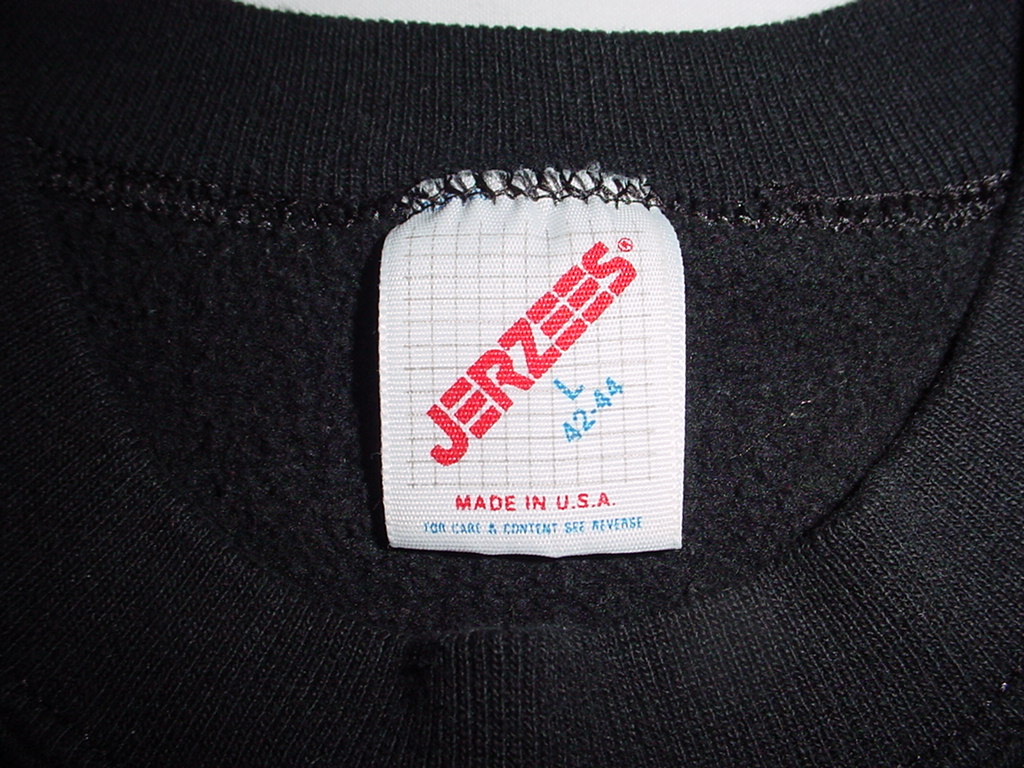 JERZEES®
L
42-44
MADE IN U.S.A.
FOR CARE & CONTENT SEE REVERSE